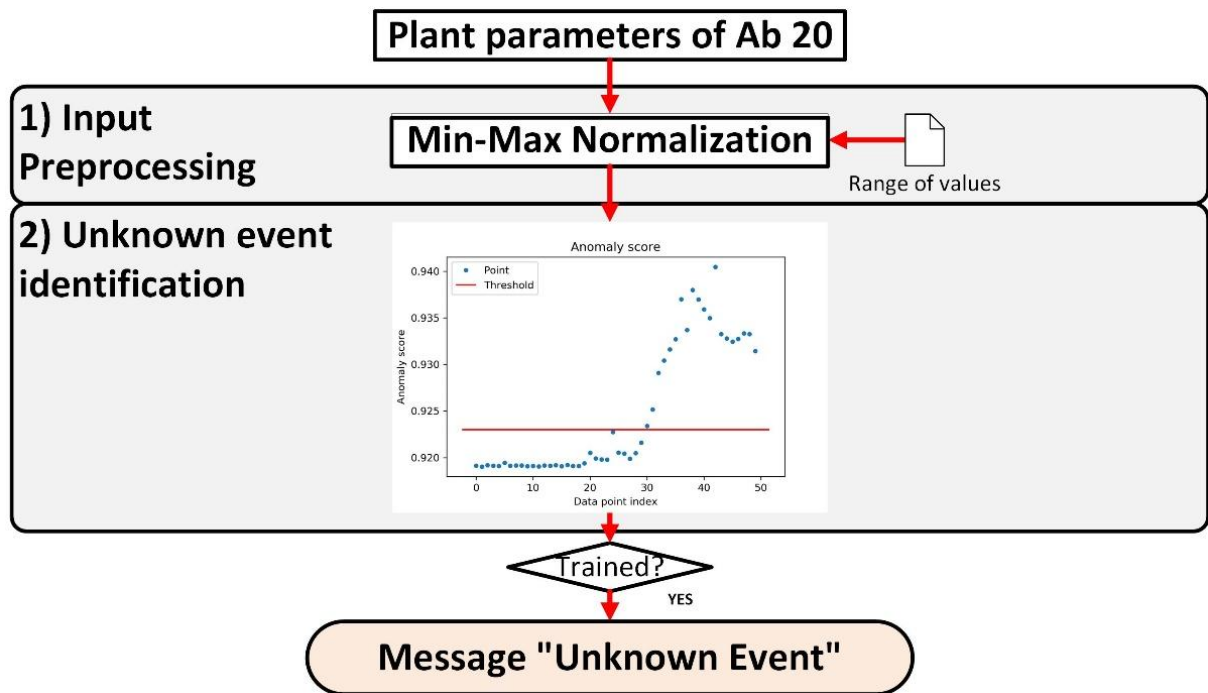 Plant parameters of Ab 20
1) Input
Preprocessing
Min-Max Normalization
Range of values
2) Unknown event
identification
Anomaly score
Point
Threshold
Anomaly score
0.940
0.935
0.930
0.925
0.920
0
10
20
30
40
50
Data point index
Trained?
YES
Message "Unknown Event"